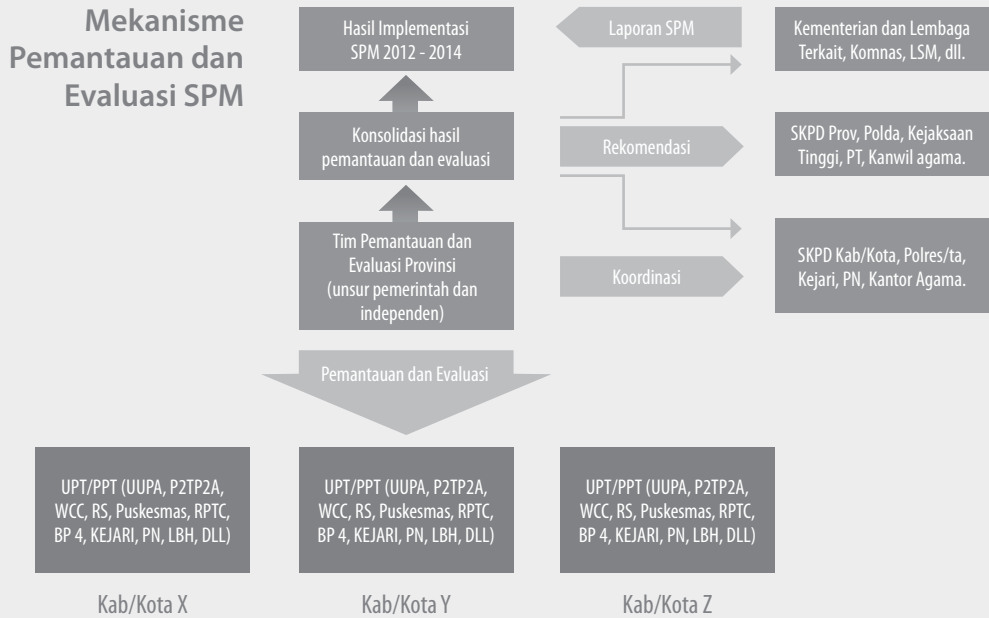 Mekanisme
Pemantauan dan
Evaluasi SPM
Hasil Implementasi
SPM 2012 - 2014
Laporan SPM
Kementerian dan Lembaga
Terkait, Komnas, LSM, dll.
Konsolidasi hasil
pemantauan dan evaluasi
Rekomendasi
SKPD Prov, Polda, Kejaksaan
Tinggi, PT, Kanwil agama.
Tim Pemantauan dan
Evaluasi Provinsi
(unsur pemerintah dan
independen)
Koordinasi
SKPD Kab/Kota, Polres/ta,
Kejari, PN, Kantor Agama.
Pemantauan dan Evaluasi
UPT/PPT (UUPA, P2TP2A,
WCC, RS, Puskesmas, RPTC,
BP 4, KEJARI, PN, LBH, DLL)
Kab/Kota X
UPT/PPT (UUPA, P2TP2A,
WCC, RS, Puskesmas, RPTC,
BP 4, KEJARI, PN, LBH, DLL)
Kab/Kota Y
UPT/PPT (UUPA, P2TP2A,
WCC, RS, Puskesmas, RPTC,
BP 4, KEJARI, PN, LBH, DLL)
Kab/Kota Z